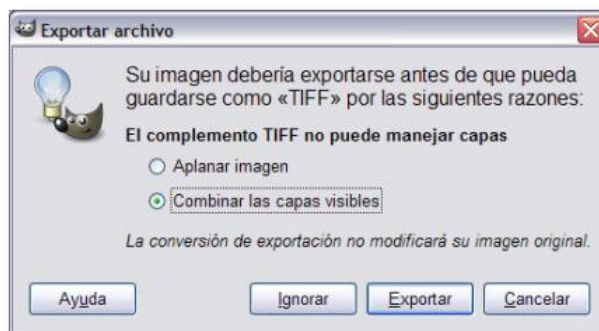 Exportar archivo
Su imagen debería exportarse antes de que pueda
guardarse como «TIFF» por las siguientes razones:
El complemento TIFF no puede manejar capas
Aplanar imagen
Combinar las capas visibles
La conversión de exportación no modificará su imagen original.
Ayuda Ignorar Exportar Cancelar